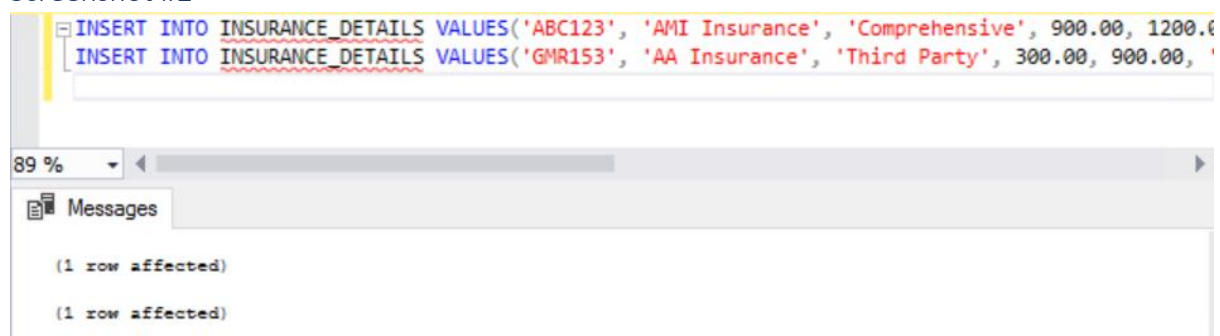 INSERT INTO INSURANCE_DETAILS VALUES('ABC123', 'AMI Insurance', 'Comprehensive', 900.00, 1200.0
INSERT INTO INSURANCE_DETAILS VALUES('GMR153', 'AA Insurance', 'Third Party', 300.00, 900.00, '
89 %
Messages
(1 row affected)
(1 row affected)